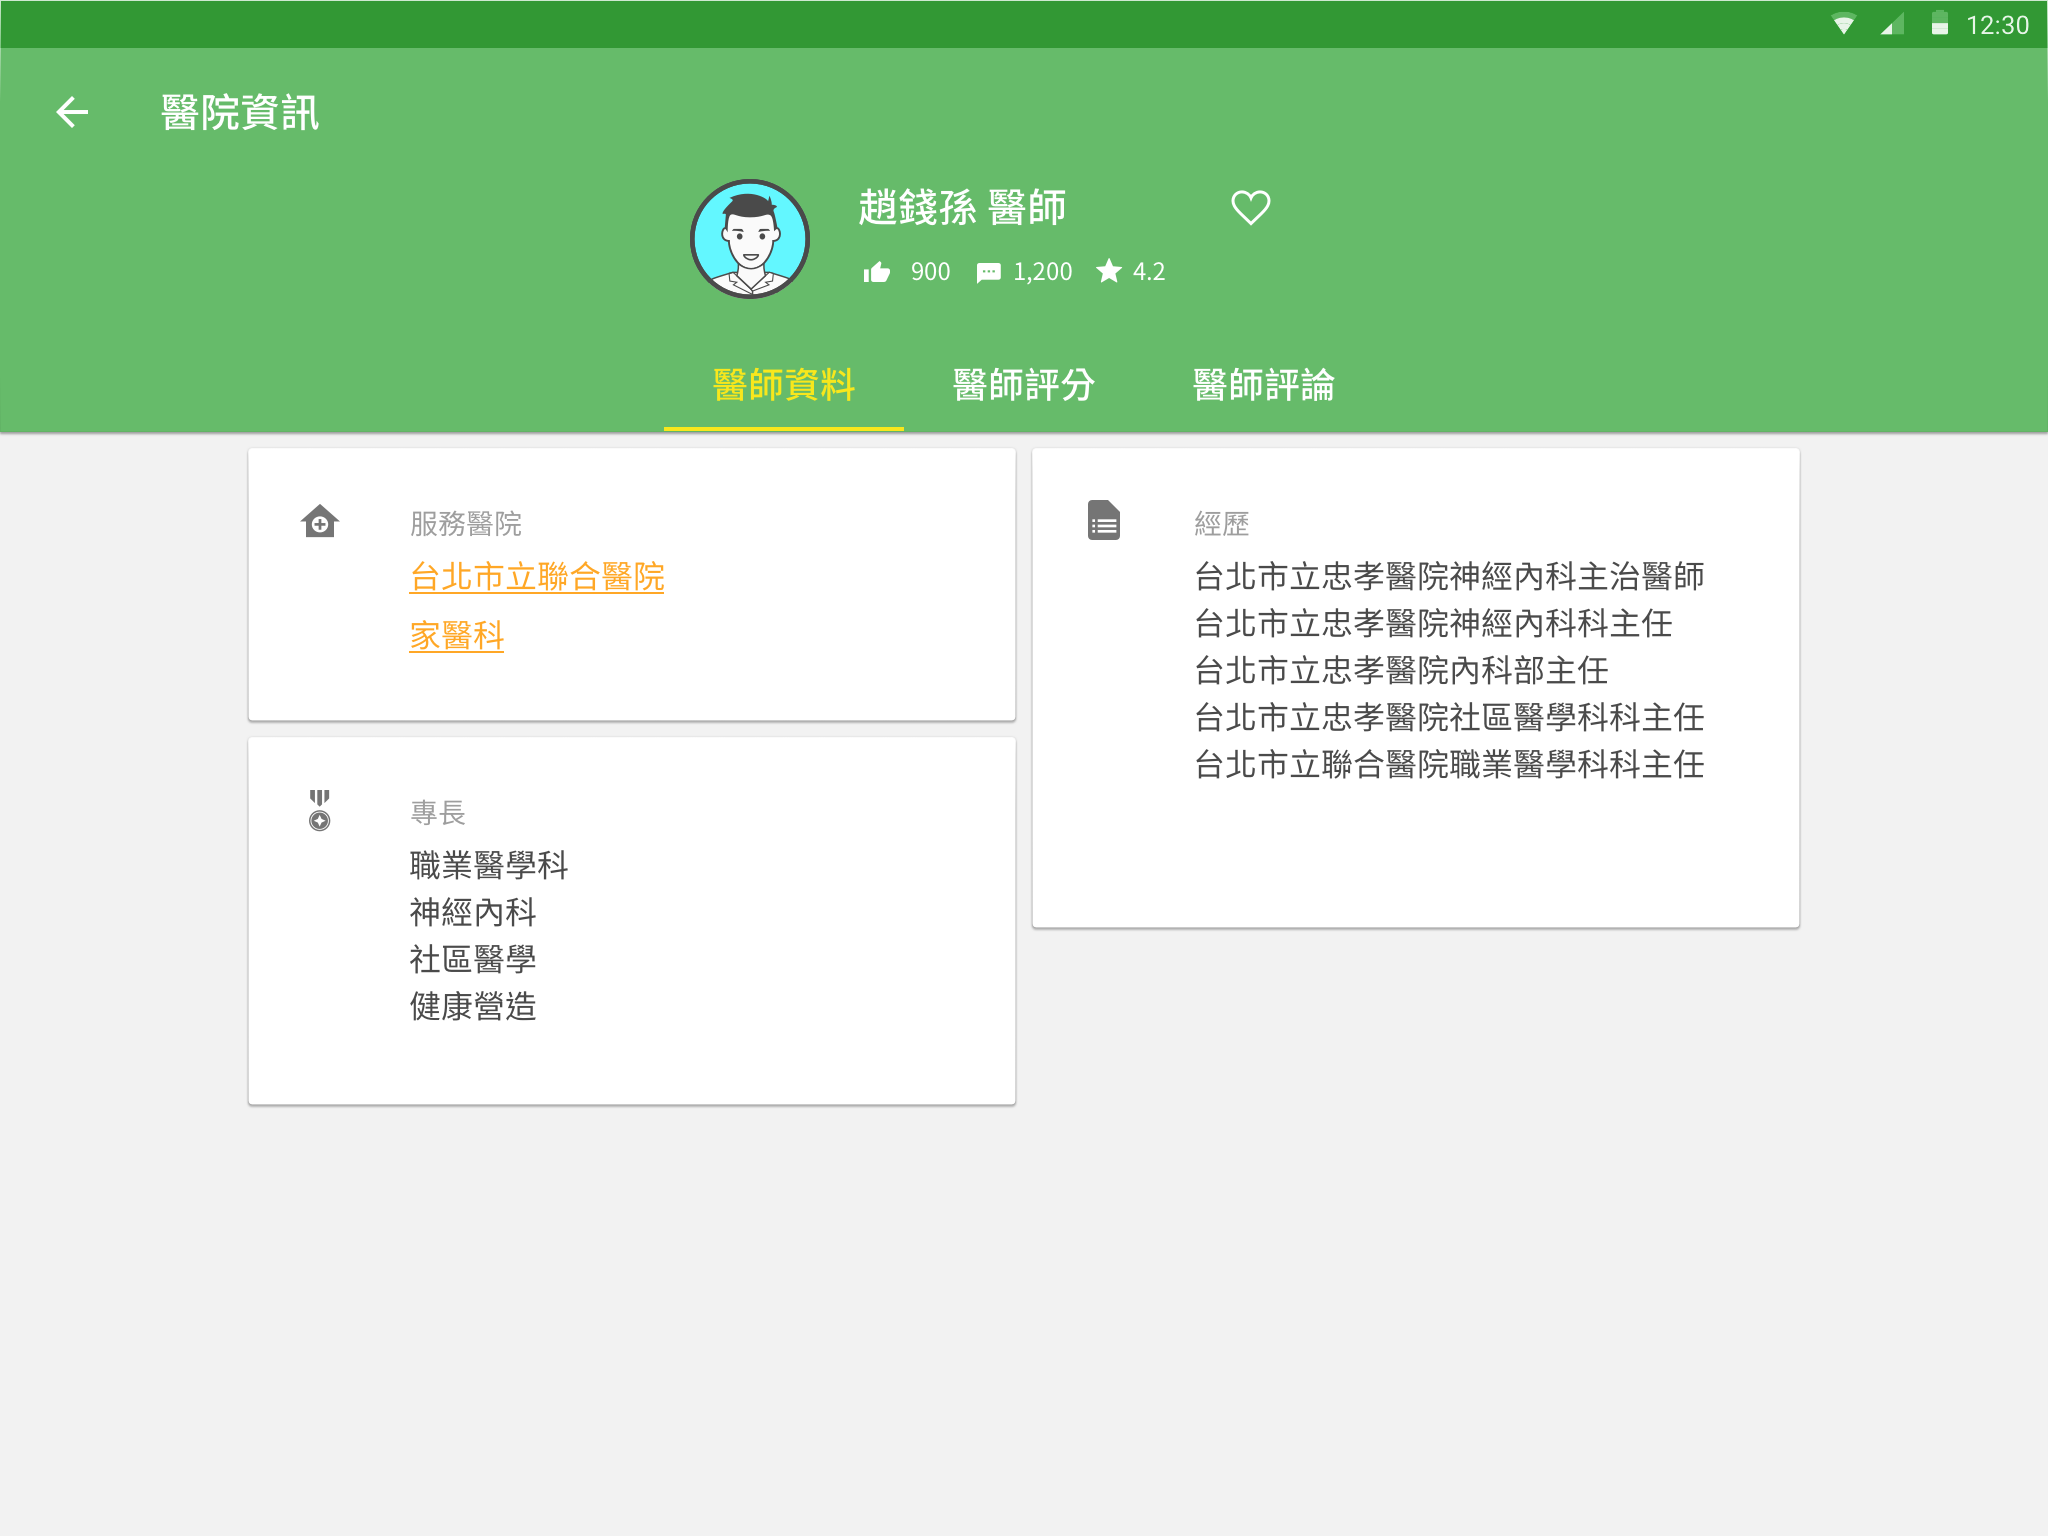 12:30
醫院資訊
趙錢孫 醫師
900 1,200 4.2
醫師資料 醫師評分 醫師評論
服務醫院
台北市立聯合醫院
家醫科
專長
職業醫學科
神經內科
社區醫學
健康營造
經歷
台北市立忠孝醫院神經內科主治醫師
台北市立忠孝醫院神經內科科主任
台北市立忠孝醫院內科部主任
台北市立忠孝醫院社區醫學科科主任
台北市立聯合醫院職業醫學科科主任